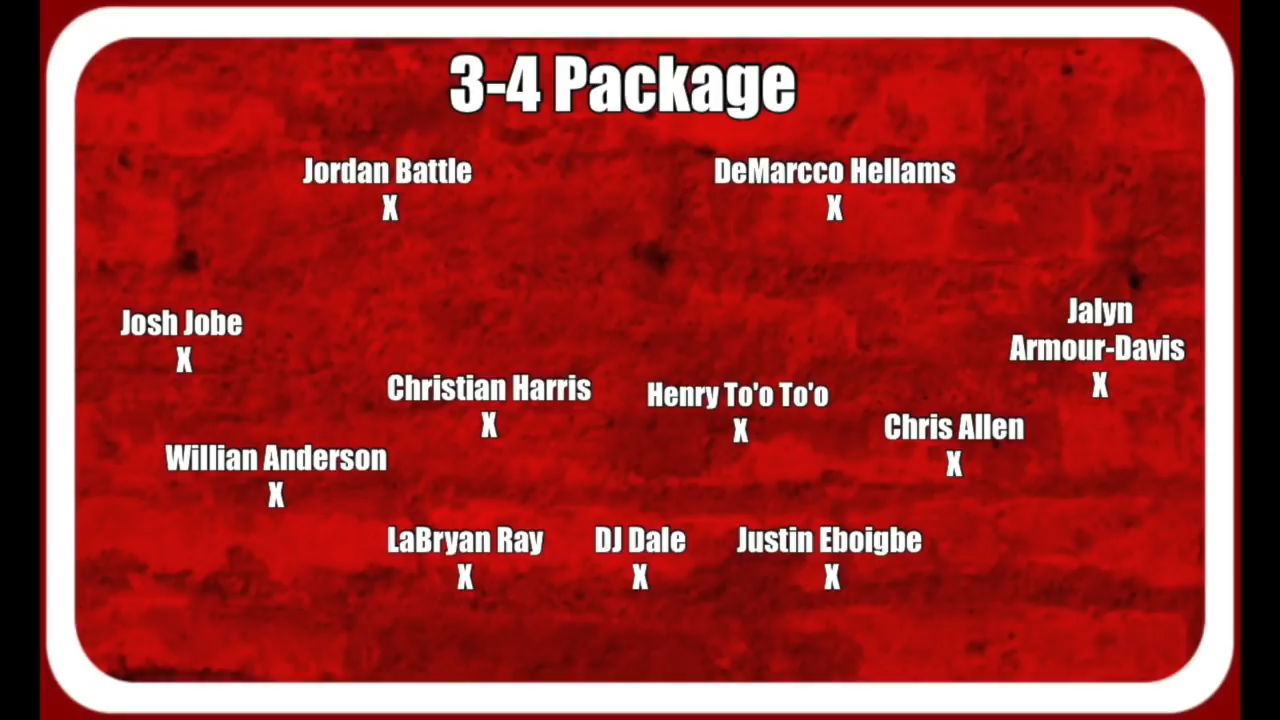 3-4 Package
Jordan Battle
X
DeMarcco Hellams
X
Josh Jobe
X
Jalyn
Armour-Davis
X
Christian Harris
X
Henry To'o To'o
X
Chris Allen
X
Willian Anderson
X
LaBryan Ray
X
DJ Dale
X
Justin Eboigbe
X